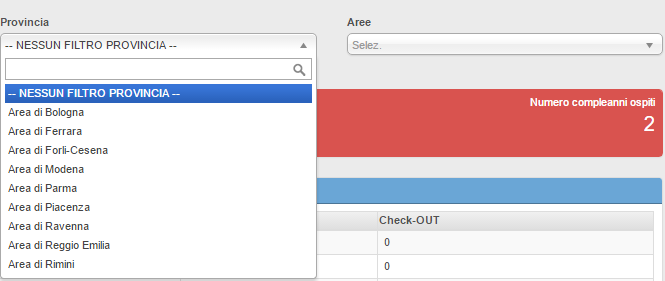 Provincia
Aree
-- NESSUN FILTRO PROVINCIA --
Selez.
-- NESSUN FILTRO PROVINCIA --
Area di Bologna
Area di Ferrara
Area di Forlì-Cesena
Area di Modena
Area di Parma
Area di Piacenza
Area di Ravenna
Area di Reggio Emilia
Area di Rimini
Numero compleanni ospiti
2
Check-OUT
0
0